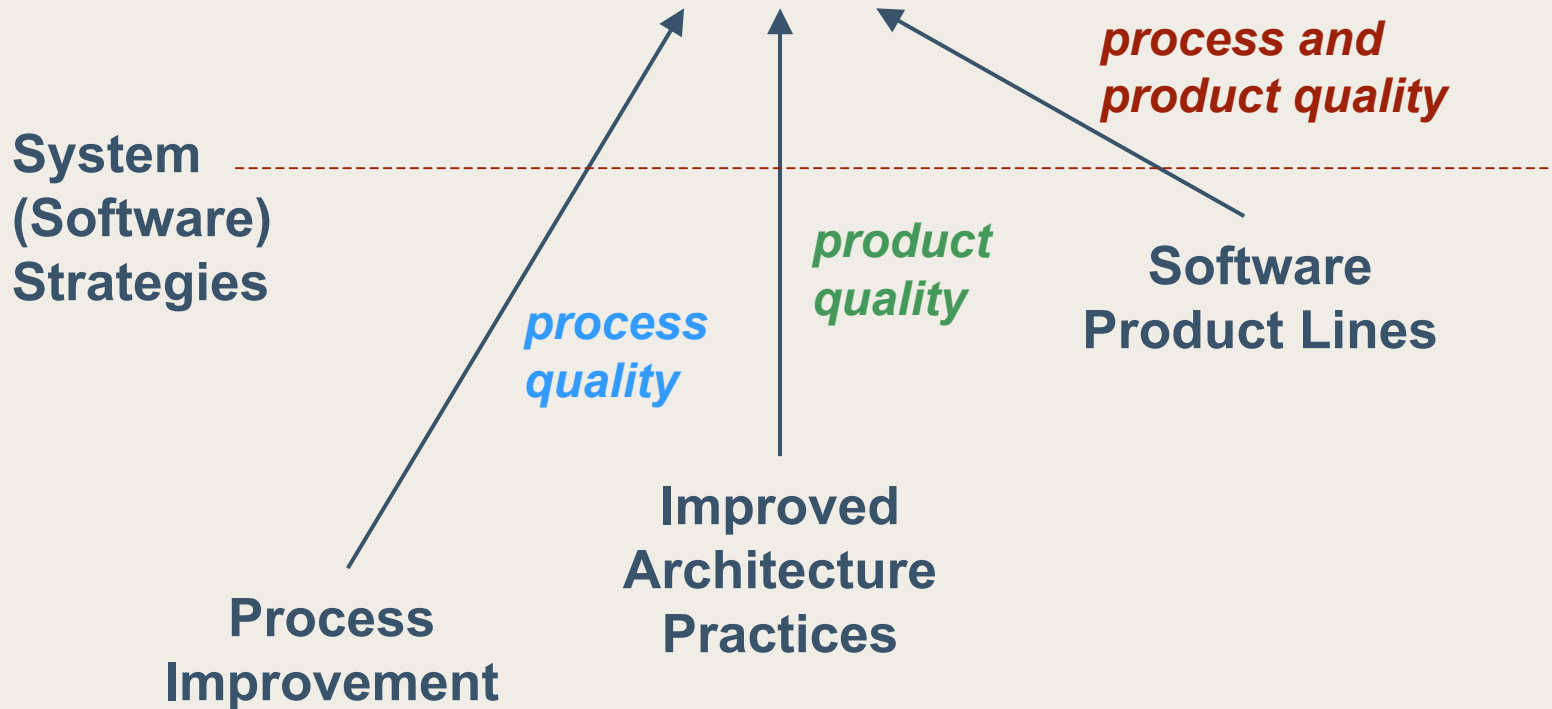 process and
product quality
System
(Software)
Strategies
product
quality
Software
Product Lines
process
quality
Improved
Architecture
Practices
Process
Improvement